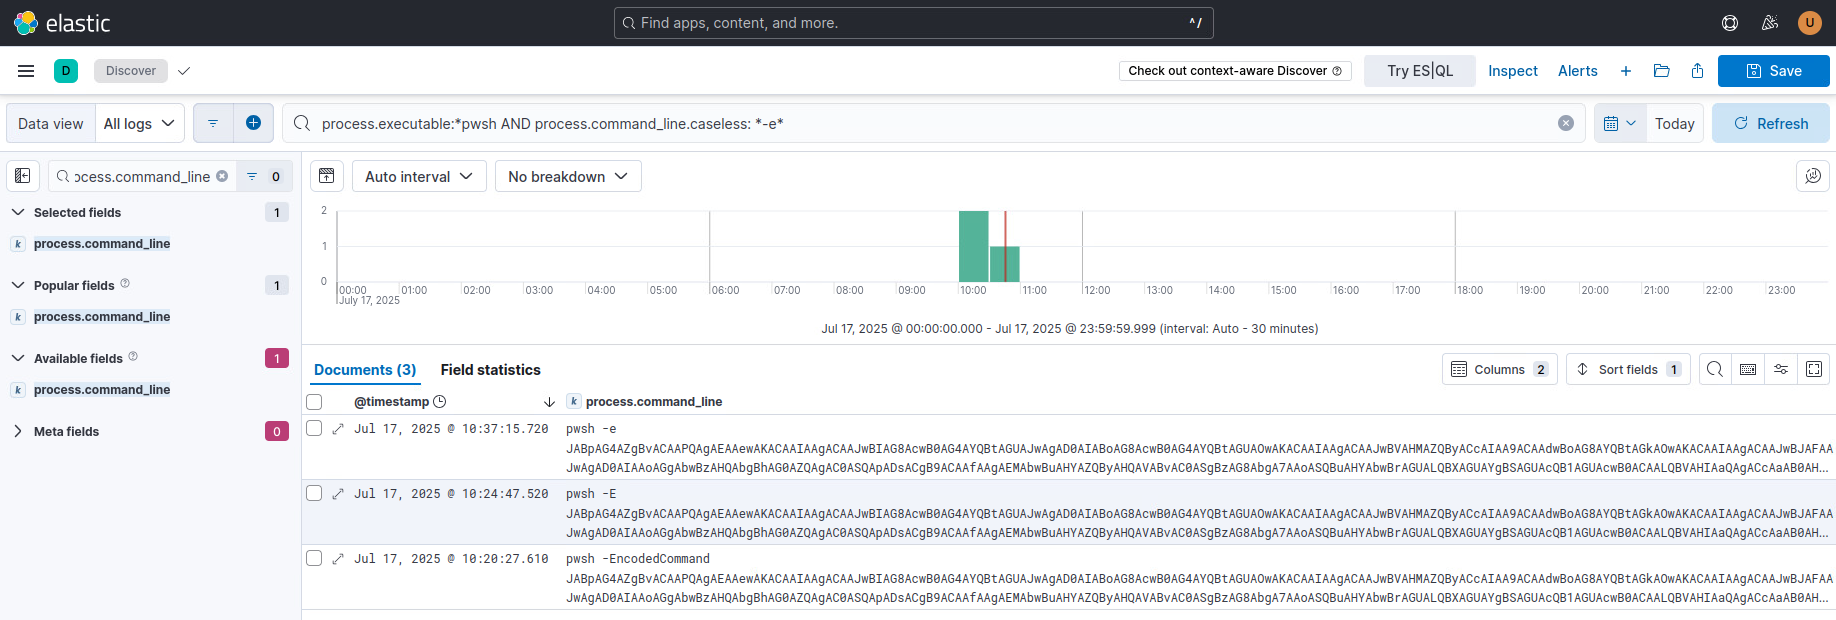 elastic
Find apps, content, and more.
^/
U
D
Discover
Check out context-aware Discover
Try ES|QL
Inspect
Alerts
Save
Data view
All logs
process.executable:*pwsh AND process.command_line.caseless: *-e*
Today
Refresh
ocess.command_line
0
Selected fields
1
k process.command_line
Popular fields
1
k process.command_line
Available fields
1
k process.command_line
Meta fields
0
Auto interval
No breakdown
2
1
0
00:00 01:00 02:00 03:00 04:00 05:00 06:00 07:00 08:00 09:00 10:00 11:00 12:00 13:00 14:00 15:00 16:00 17:00 18:00 19:00 20:00 21:00 22:00 23:00
July 17, 2025
Jul 17, 2025 @ 00:00:00.000 - Jul 17, 2025 @ 23:59:59.999 (interval: Auto - 30 minutes)
Documents (3)
Field statistics
Columns 2
Sort fields 1
@timestamp
k process.command_line
Jul 17, 2025 @ 10:37:15.720 pwsh -e
Jul 17, 2025 @ 10:24:47.520 pwsh -E
Jul 17, 2025 @ 10:20:27.610 pwsh -EncodedCommand